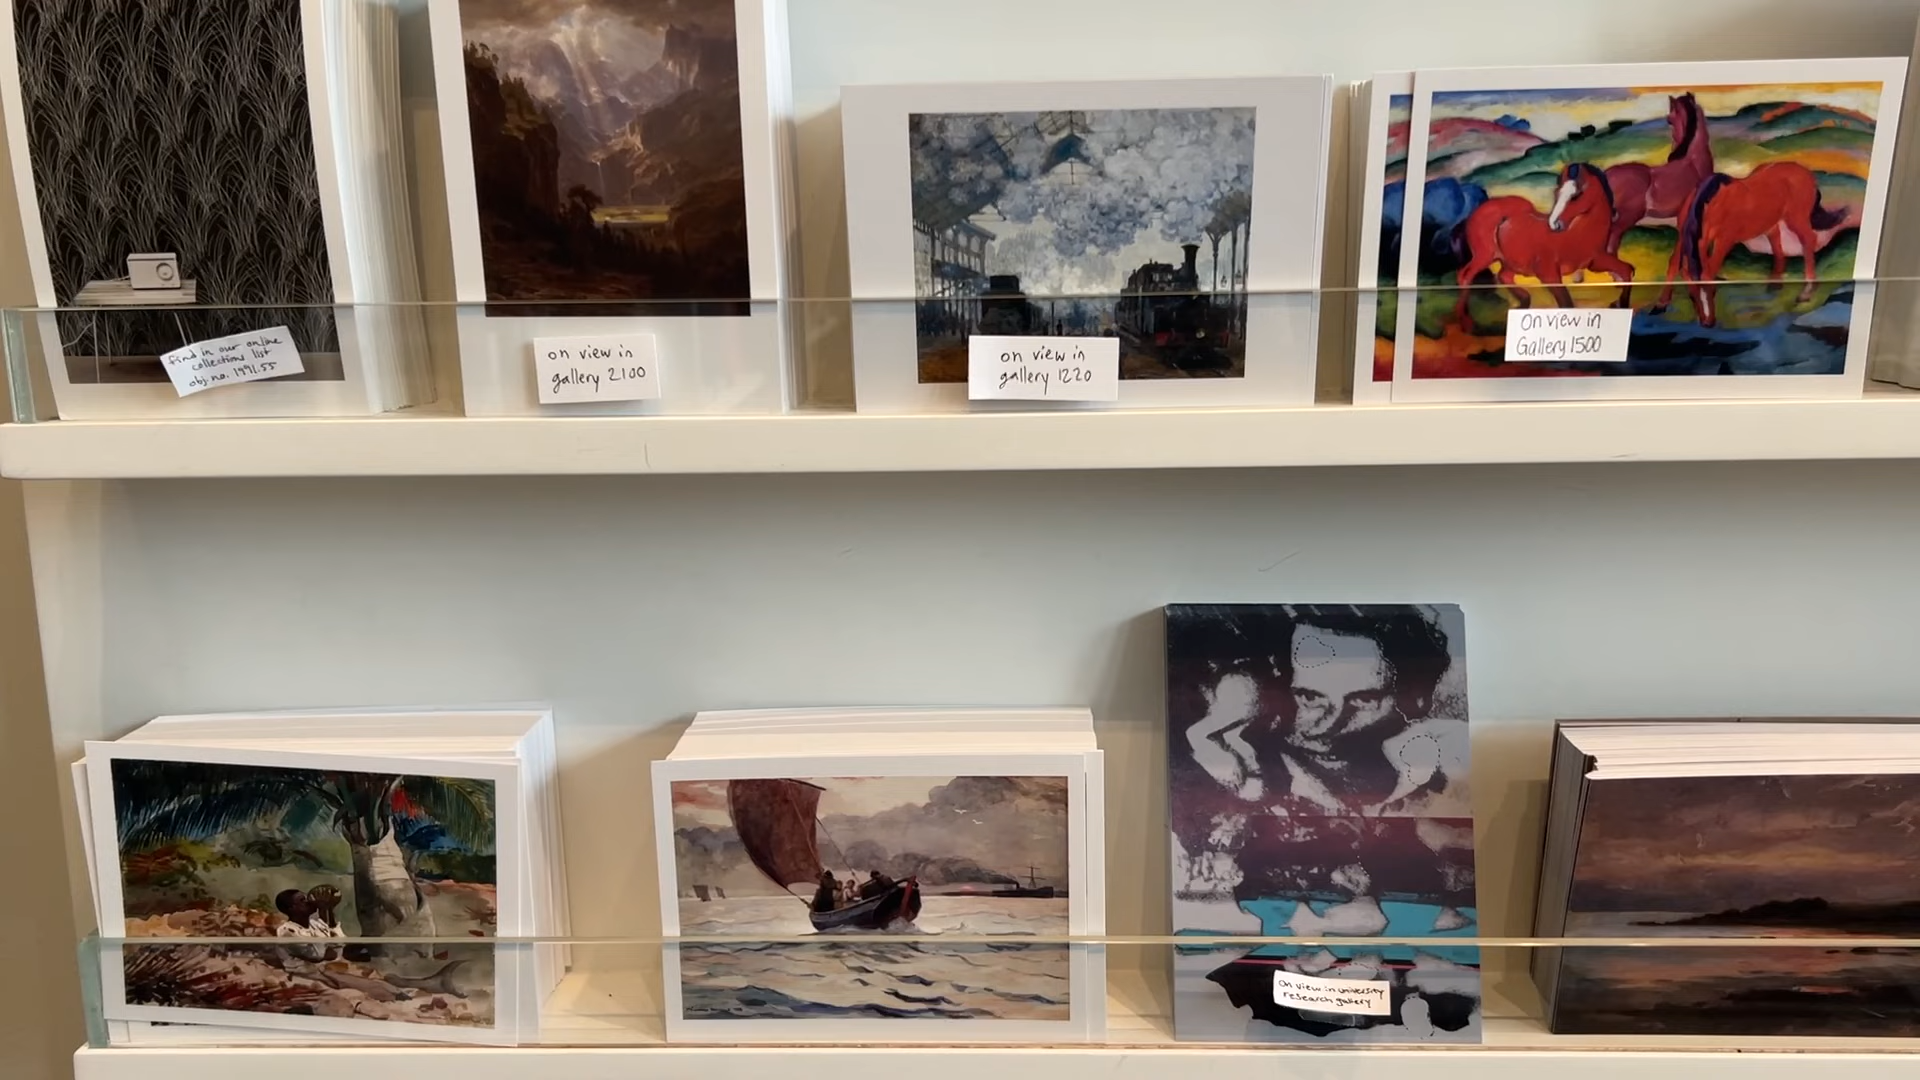 find in our online
collections list
obj. no. 1991.55
on view in
gallery 2100
on view in
gallery 1220
On view in
Gallery 1500
On view in university
research gallery